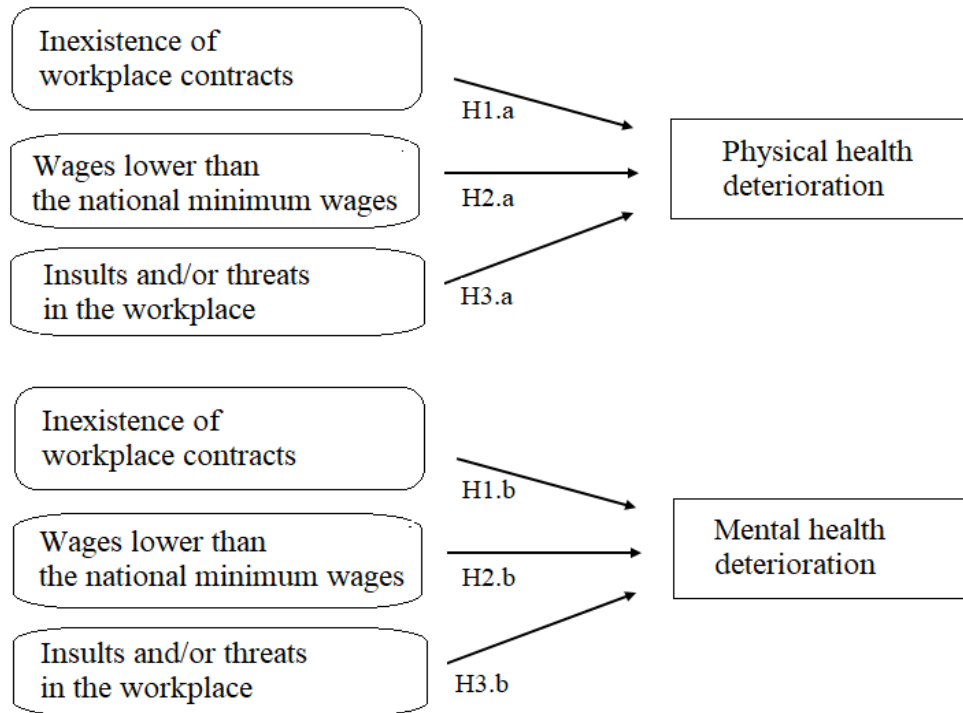 Inexistence of
workplace contracts
H1.a
Wages lower than
the national minimum wages
H2.a
Insults and/or threats
in the workplace
H3.a
Physical health
deterioration
Inexistence of
workplace contracts
H1.b
Wages lower than
the national minimum wages
H2.b
Insults and/or threats
in the workplace
H3.b
Mental health
deterioration